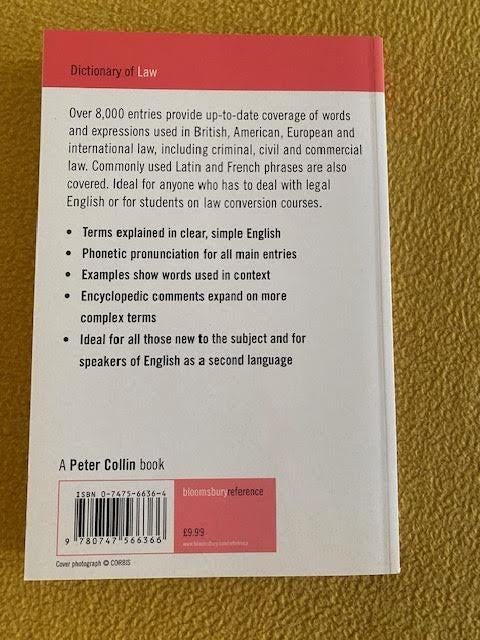 Dictionary of Law
Over 8,000 entries provide up-to-date coverage of words
and expressions used in British, American, European and
international law, including criminal, civil and commercial
law. Commonly used Latin and French phrases are also
covered. Ideal for anyone who has to deal with legal
English or for students on law conversion courses.
• Terms explained in clear, simple English
• Phonetic pronunciation for all main entries
• Examples show words used in context
• Encyclopedic comments expand on more
complex terms
• Ideal for all those new to the subject and for
speakers of English as a second language
A Peter Collin book
ISBN 0-7475-6636-4
bloomsburyreference
£9.99
www.bloomsbury.com/reference
9 780747 566366
Cover photograph © CORBIS